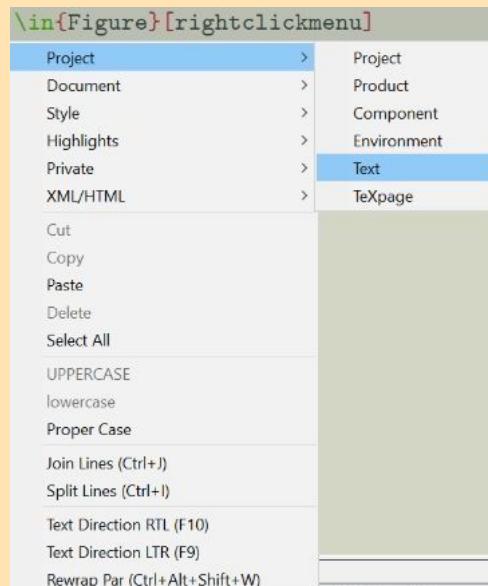 \in{Figure}[rightclickmenu]
Project
Document
Style
Highlights
Private
XML/HTML
Cut
Copy
Paste
Delete
Select All
UPPERCASE
lowercase
Proper Case
Join Lines (Ctrl+J)
Split Lines (Ctrl+I)
Text Direction RTL (F10)
Text Direction LTR (F9)
Rewrap Par (Ctrl+Alt+Shift+W)
Project
Product
Component
Environment
Text
TeXpage